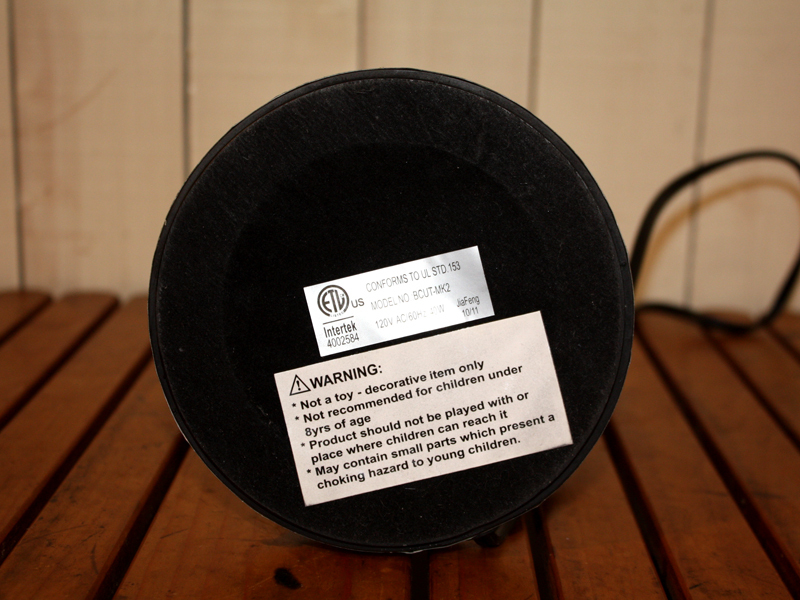 CONFORMS TO UL STD 153
ETL US
MODEL NO. BCUT-MK2
Intertek
4002584
120V AC/60Hz
JiaFeng
10/11
WARNING:
* Not a toy - decorative item only
* Not recommended for children under
8yrs of age
* Product should not be played with or
place where children can reach it
* May contain small parts which present a
choking hazard to young children.